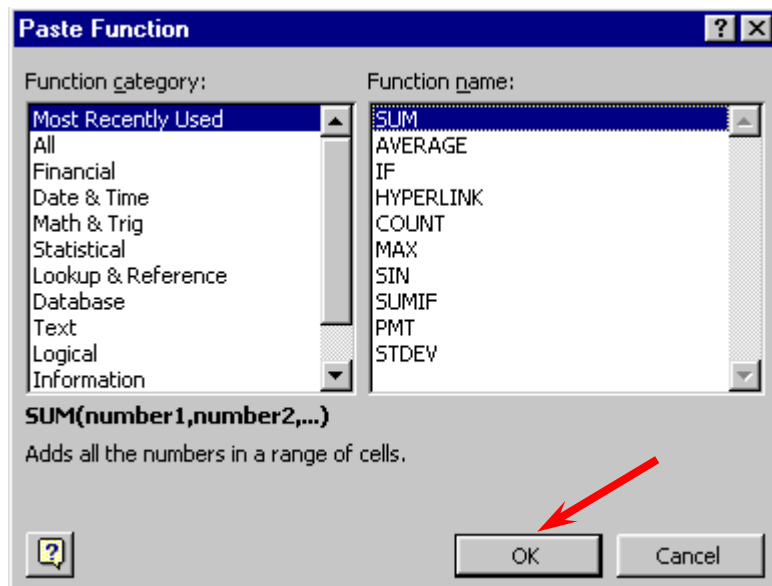 Paste Function
?
Function category:
Function name:
Most Recently Used
All
Financial
Date & Time
Math & Trig
Statistical
Lookup & Reference
Database
Text
Logical
Information
SUM
AVERAGE
IF
HYPERLINK
COUNT
MAX
SIN
SUMIF
PMT
STDEV
SUM(number1,number2,...)
Adds all the numbers in a range of cells.
?
OK
Cancel